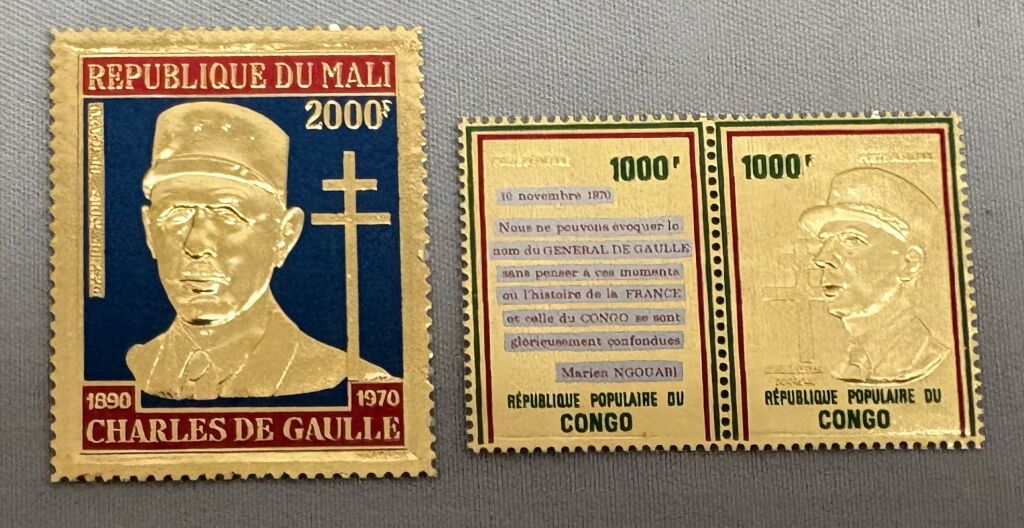 REPUBLIQUE DU MALI
2000F
1890
1970
CHARLES DE GAULLE
1000F
10 novembre 1970
Nous ne pouvons évoquer le
nom du GENERAL DE GAULLE
sans penser à ces moments
où l'histoire de la FRANCE
et celle du CONGO se sont
glorieusement confondues
Marien NGOUABI
RÉPUBLIQUE POPULAIRE DU
CONGO
1000F
RÉPUBLIQUE POPULAIRE DU
CONGO